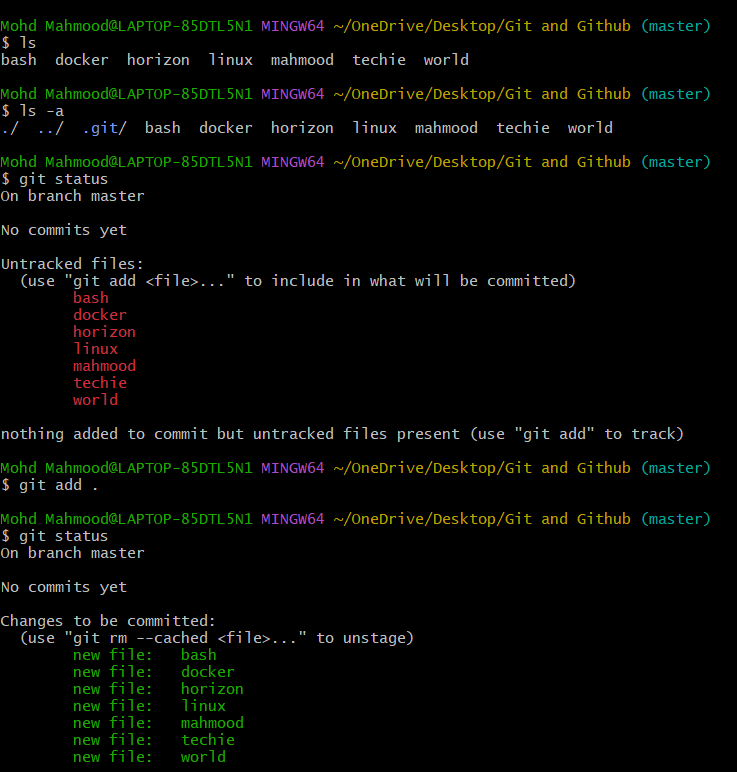 Mohd Mahmood@LAPTOP-85DTL5N1 MINGW64 ~/OneDrive/Desktop/Git and Github (master)
$ ls
bash  docker  horizon  linux  mahmood  techie  world

Mohd Mahmood@LAPTOP-85DTL5N1 MINGW64 ~/OneDrive/Desktop/Git and Github (master)
$ ls -a
./  ../  .git/  bash  docker  horizon  linux  mahmood  techie  world

Mohd Mahmood@LAPTOP-85DTL5N1 MINGW64 ~/OneDrive/Desktop/Git and Github (master)
$ git status
On branch master

No commits yet

Untracked files:
  (use "git add <file>..." to include in what will be committed)
        bash
        docker
        horizon
        linux
        mahmood
        techie
        world

nothing added to commit but untracked files present (use "git add" to track)

Mohd Mahmood@LAPTOP-85DTL5N1 MINGW64 ~/OneDrive/Desktop/Git and Github (master)
$ git add .

Mohd Mahmood@LAPTOP-85DTL5N1 MINGW64 ~/OneDrive/Desktop/Git and Github (master)
$ git status
On branch master

No commits yet

Changes to be committed:
  (use "git rm --cached <file>..." to unstage)
        new file:   bash
        new file:   docker
        new file:   horizon
        new file:   linux
        new file:   mahmood
        new file:   techie
        new file:   world